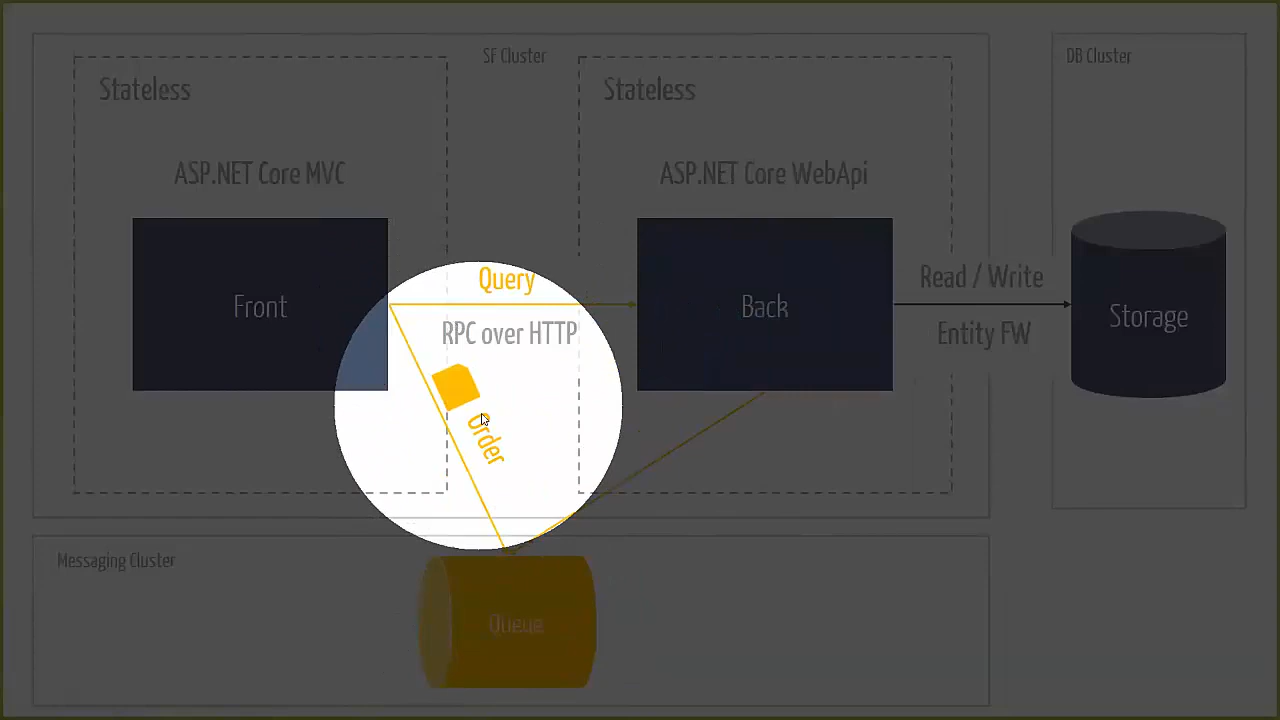 SF Cluster
DB Cluster
Stateless
Stateless
ASP.NET Core MVC
ASP.NET Core WebApi
Query
Read / Write
Front
Back
Storage
RPC over HTTP
Entity FW
Order
Messaging Cluster
Queue